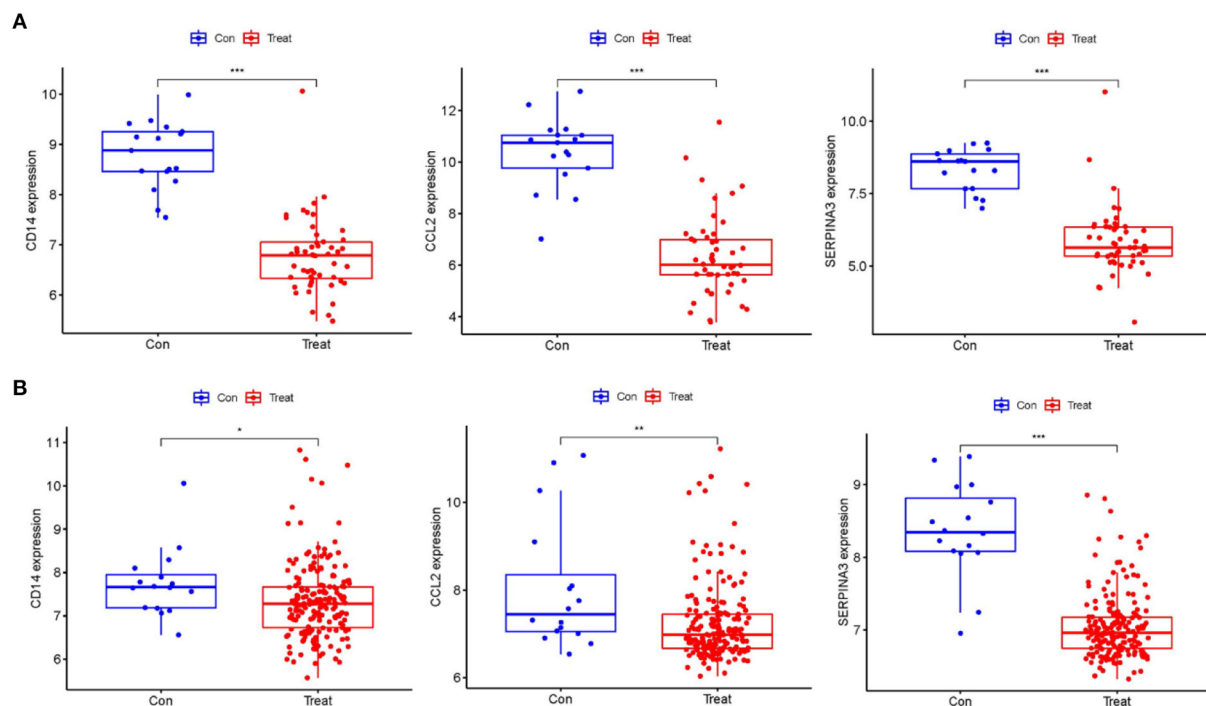 A
Con Treat
***
CD14 expression
10
9
8
7
6
Con Treat
Con Treat
***
CCL2 expression
12
10
8
6
4
Con Treat
Con Treat
***
SERPINA3 expression
10.0
7.5
5.0
Con Treat
B
Con Treat
*
CD14 expression
11
10
9
8
7
6
Con Treat
Con Treat
**
CCL2 expression
10
8
6
Con Treat
Con Treat
***
SERPINA3 expression
9
8
7
Con Treat